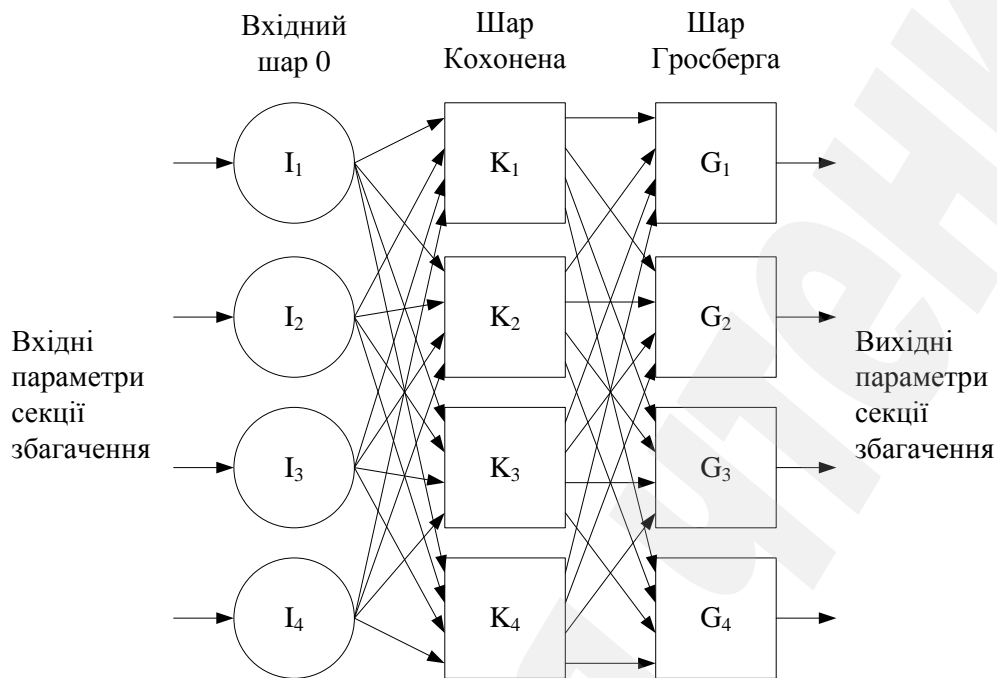 Вхідний
шар 0
Шар
Кохонена
Шар
Гросберга
I₁
K₁
G₁
I₂
K₂
G₂
Вхідні
параметри
секції
збагачення
Вихідні
параметри
секції
збагачення
I₃
K₃
G₃
I₄
K₄
G₄